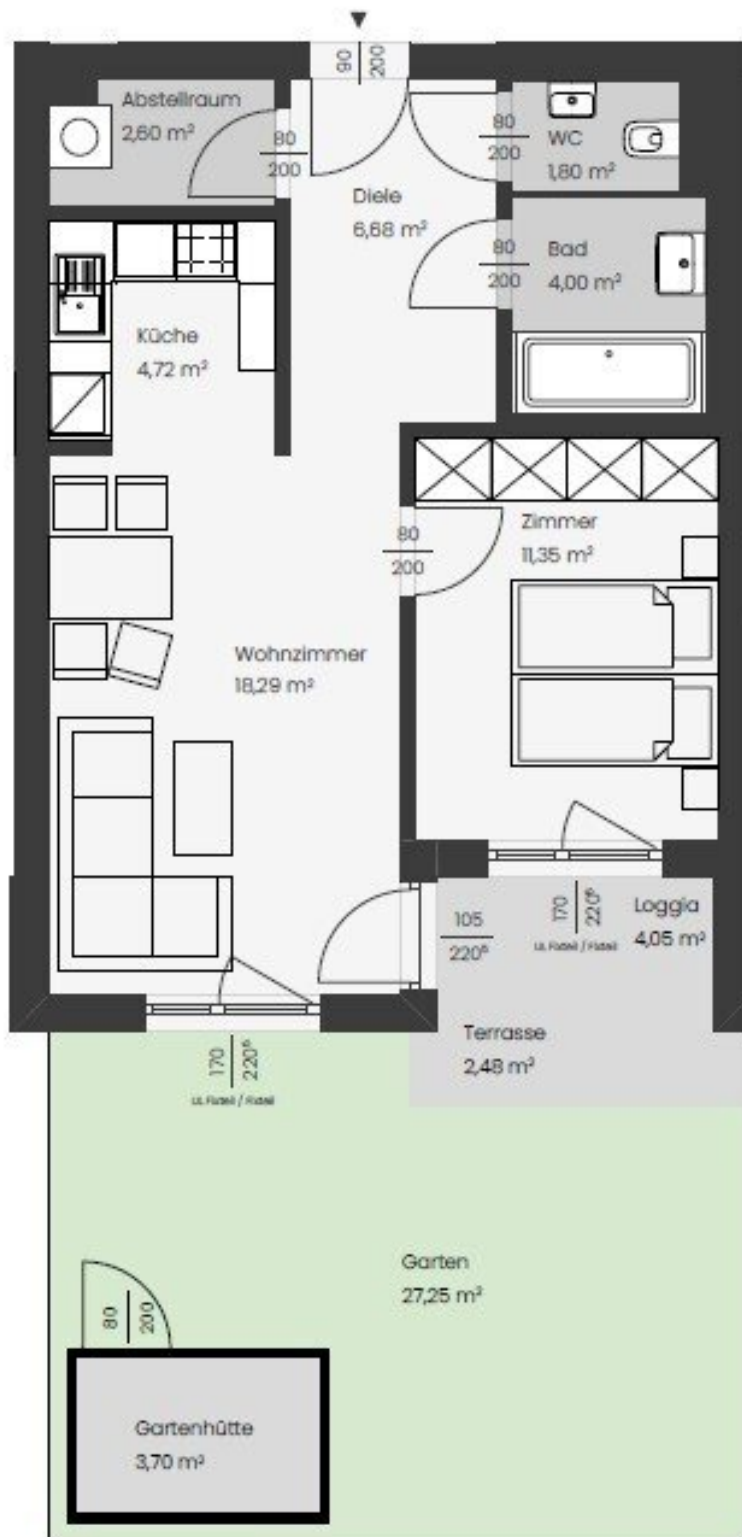 90
200
Abstellraum
2,60 m²
80
200
80
200
WC
1,80 m²
Diele
6,68 m²
80
200
Bad
4,00 m²
Küche
4,72 m²
80
200
Zimmer
11,35 m²
Wohnzimmer
18,29 m²
105
220⁵
170
220⁵
Loggia
4,05 m²
Terrasse
2,48 m²
170
220⁵
Garten
27,25 m²
80
200
Gartenhütte
3,70 m²